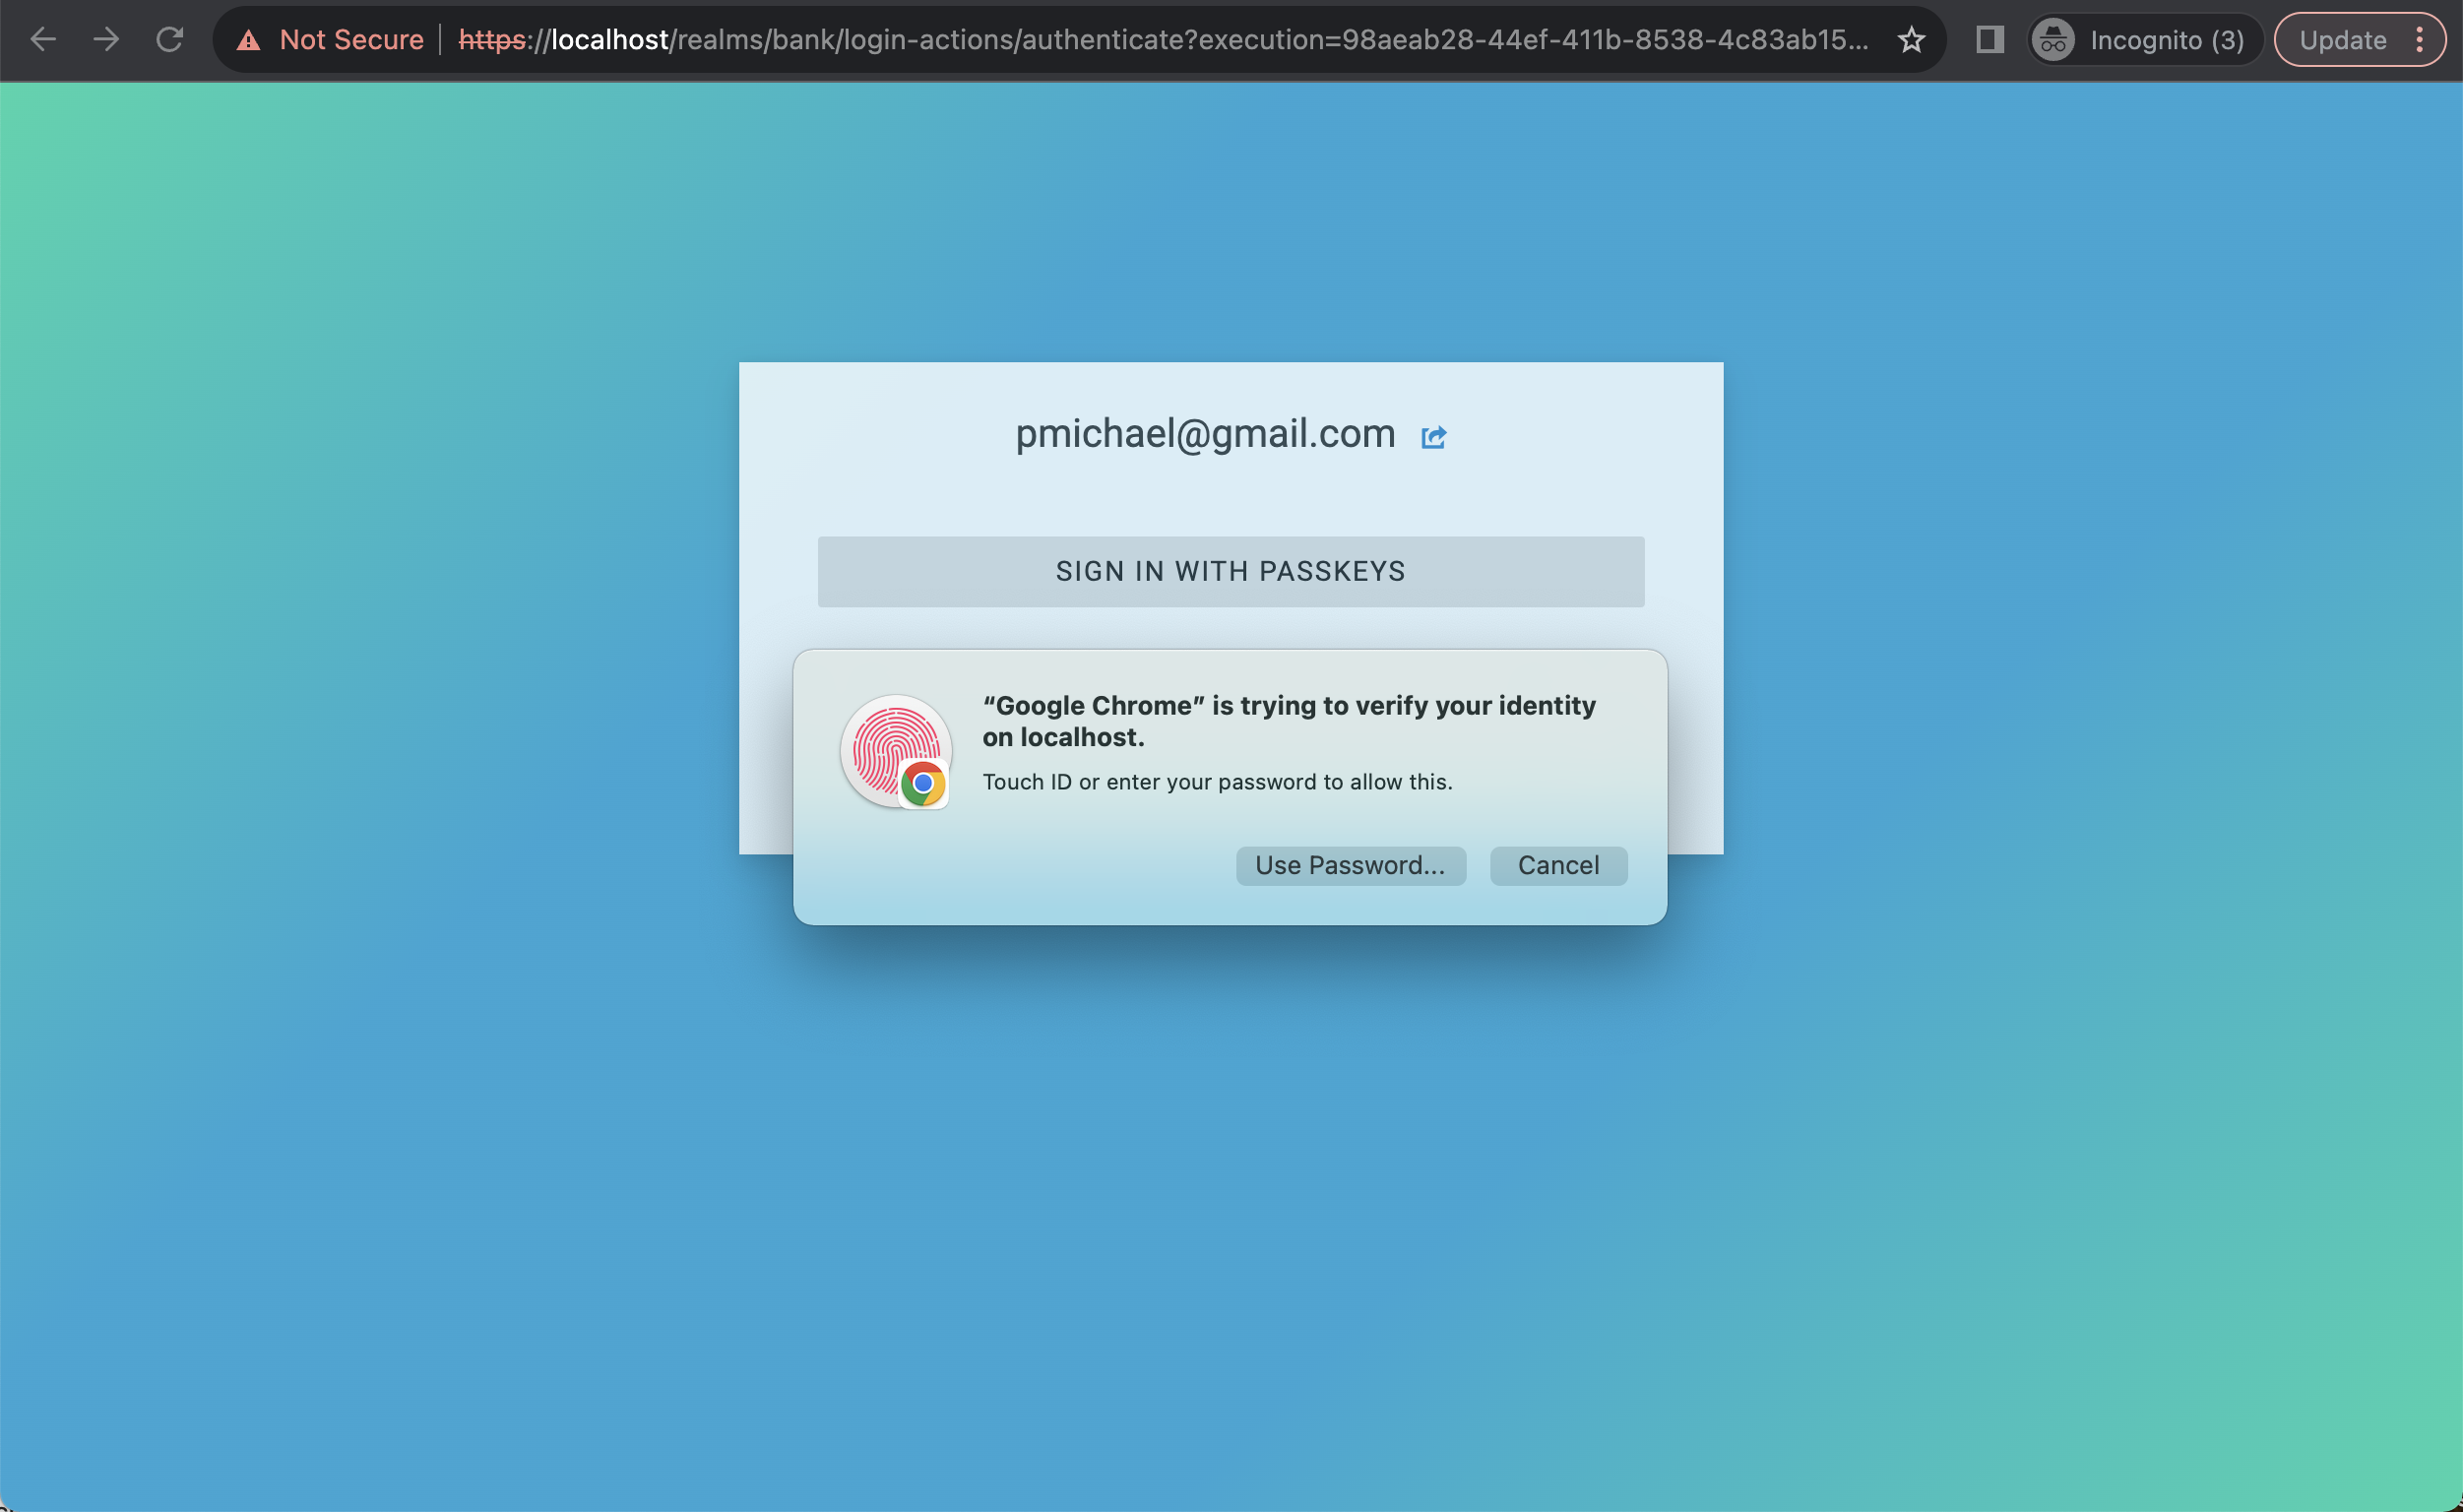 Not Secure https://localhost/realms/bank/login-actions/authenticate?execution=98aeab28-44ef-411b-8538-4c83ab15... Incognito (3) Update
pmichael@gmail.com
SIGN IN WITH PASSKEYS
“Google Chrome” is trying to verify your identity
on localhost.
Touch ID or enter your password to allow this.
Use Password... Cancel